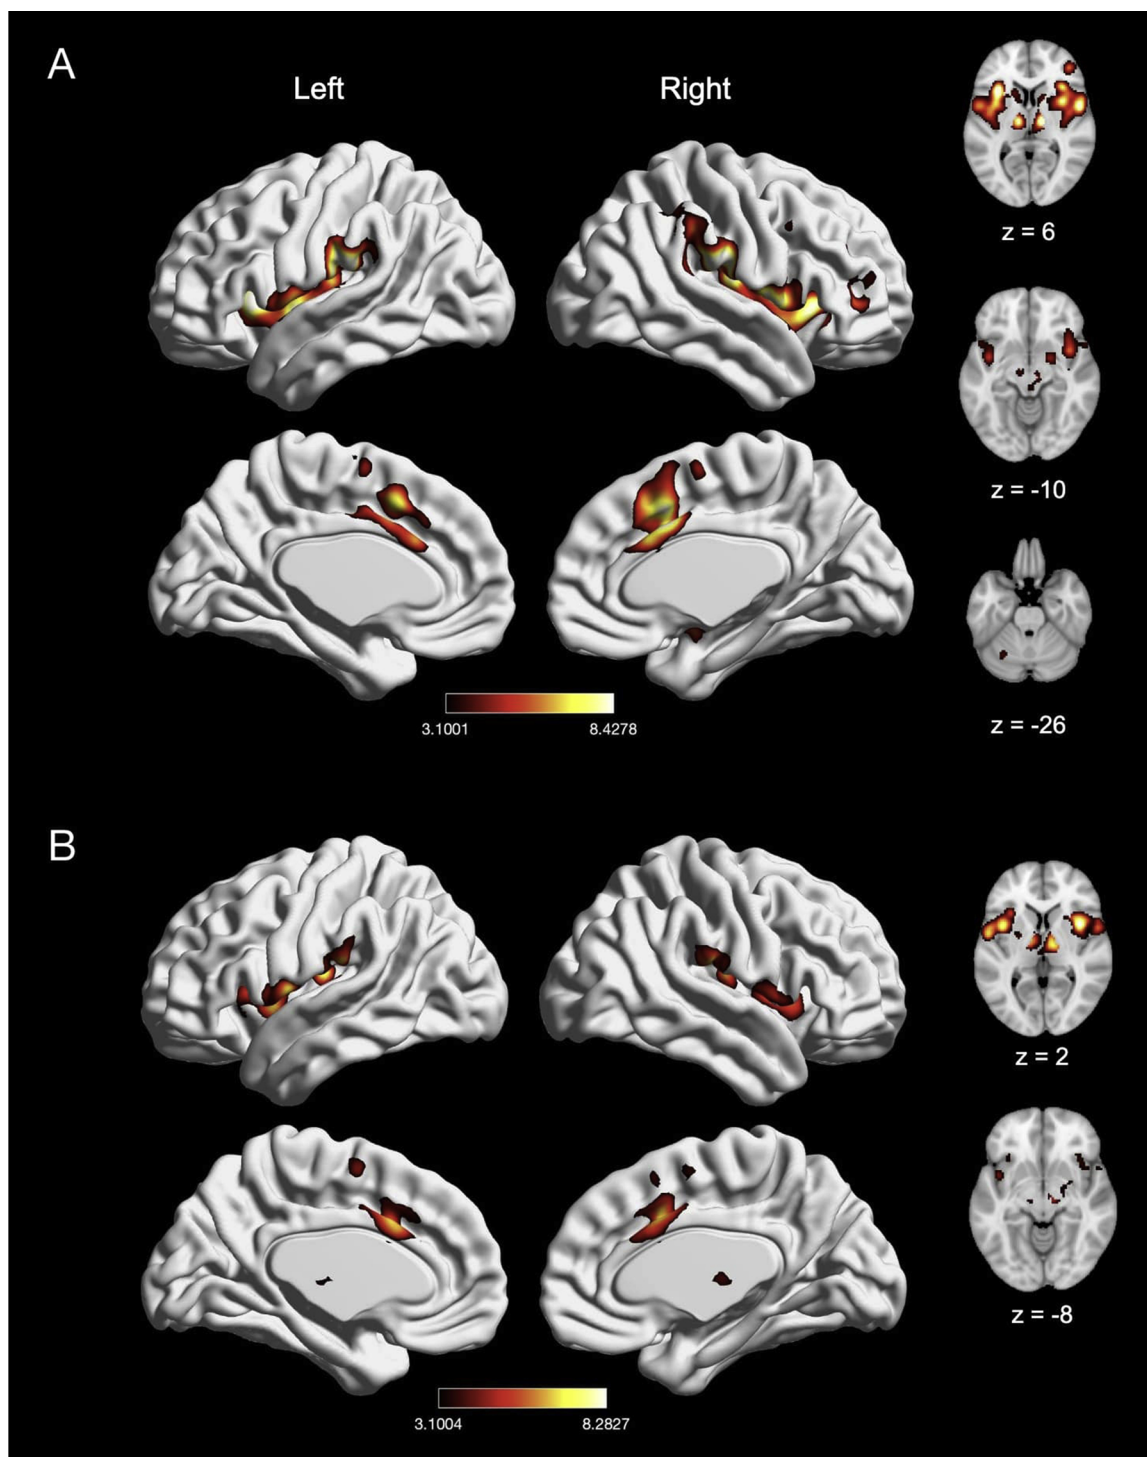 A
Left
Right
z = 6
z = -10
z = -26
3.1001
8.4278
B
z = 2
z = -8
3.1004
8.2827